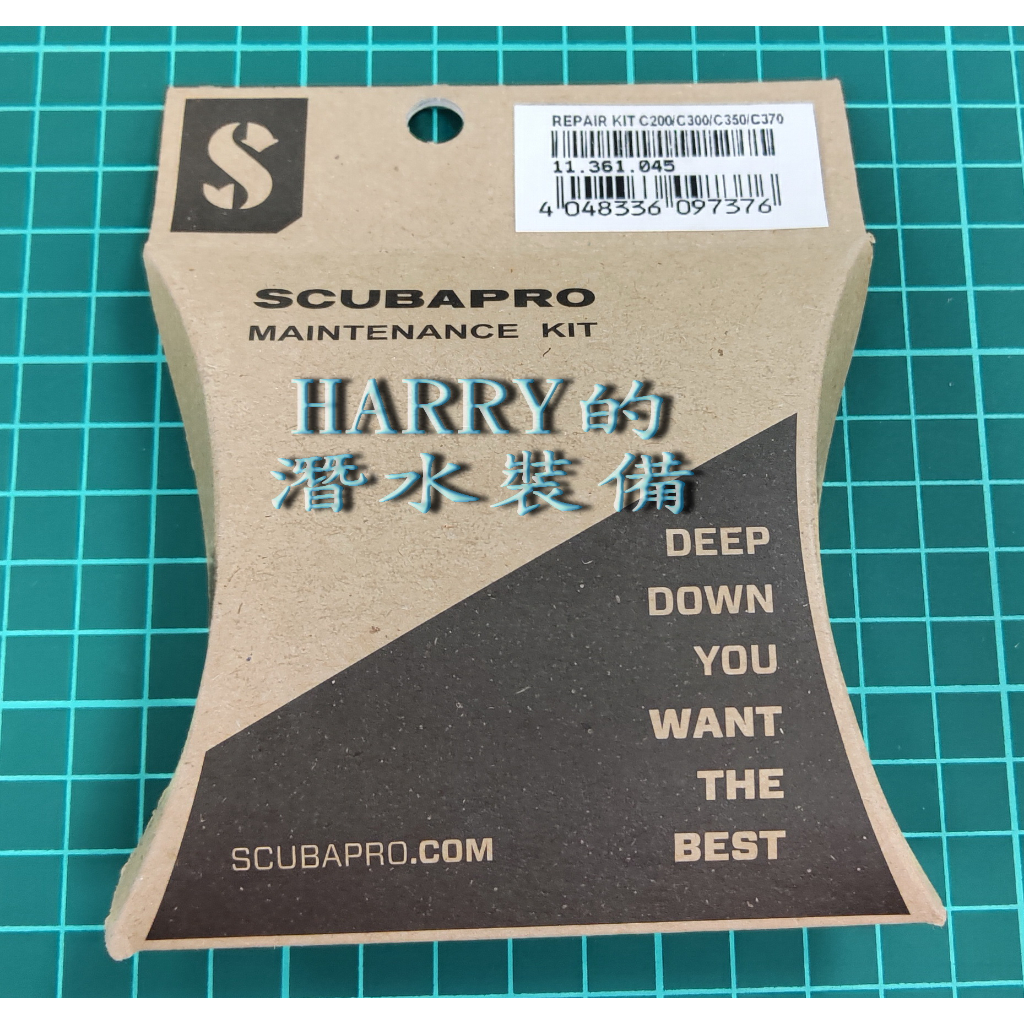 S
REPAIR KIT C200/C300/C350/C370
11.361.045
4 048336 097376
SCUBAPRO
MAINTENANCE KIT
HARRY的
潛水裝備
DEEP
DOWN
YOU
WANT
THE
BEST
SCUBAPRO.COM